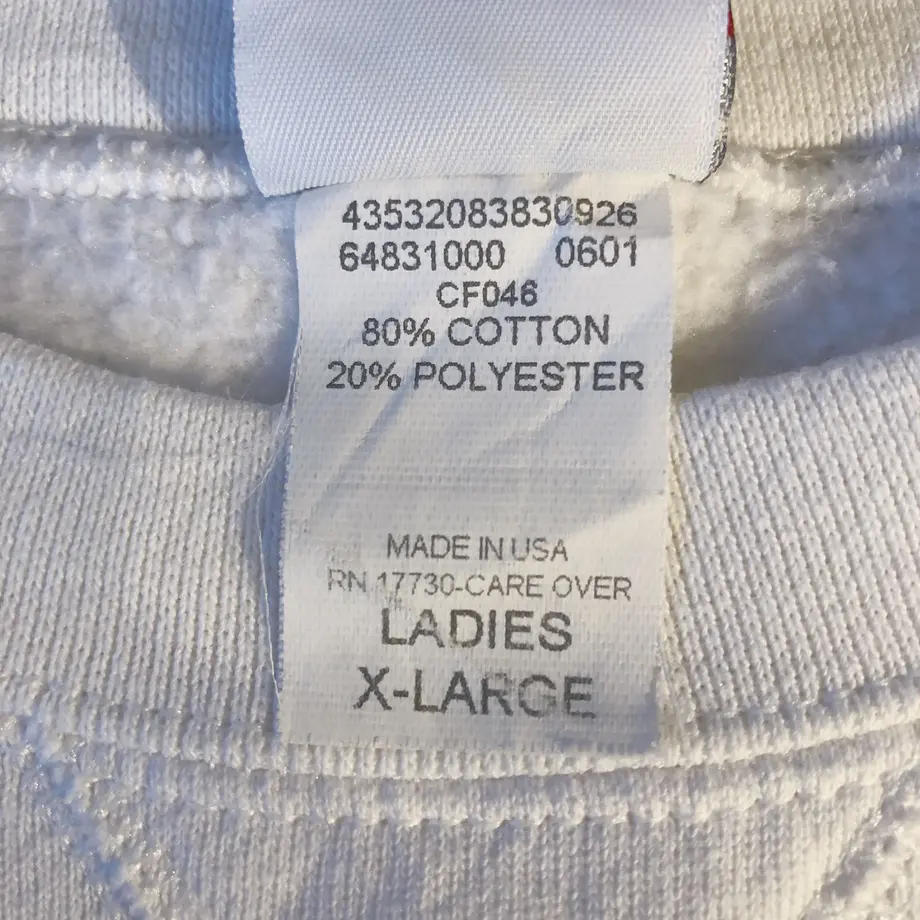 43532083830926
64831000 0601
CF046
80% COTTON
20% POLYESTER
MADE IN USA
RN 17730-CARE OVER
LADIES
X-LARGE